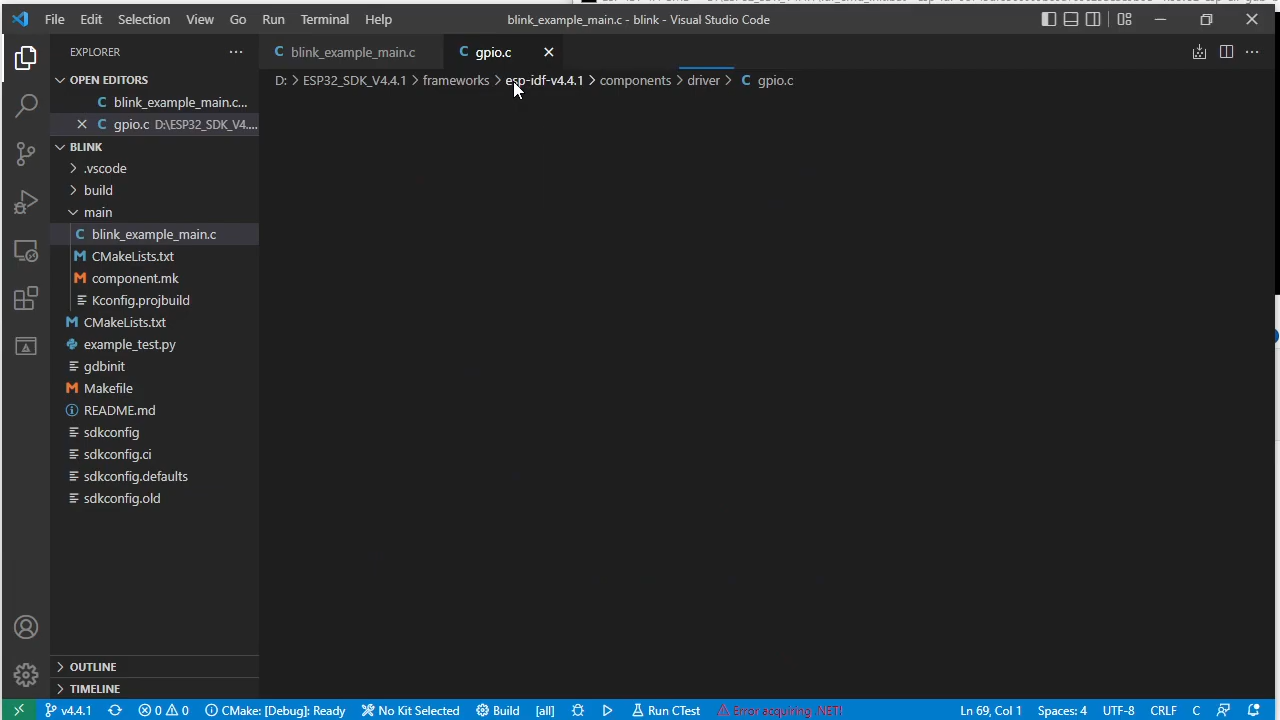 File Edit Selection View Go Run Terminal Help blink_example_main.c - blink - Visual Studio Code
EXPLORER
blink_example_main.c gpio.c
OPEN EDITORS
D: > ESP32_SDK_V4.4.1 > frameworks > esp-idf-v4.4.1 > components > driver > gpio.c
blink_example_main.c...
gpio.c D:\ESP32_SDK_V4....
BLINK
.vscode
build
main
blink_example_main.c
CMakeLists.txt
component.mk
Kconfig.projbuild
CMakeLists.txt
example_test.py
gdbinit
Makefile
README.md
sdkconfig
sdkconfig.ci
sdkconfig.defaults
sdkconfig.old
OUTLINE
TIMELINE
v4.4.1 0 0 CMake: [Debug]: Ready No Kit Selected Build [all] Run CTest Error acquiring .NET! Ln 69, Col 1 Spaces: 4 UTF-8 CRLF C